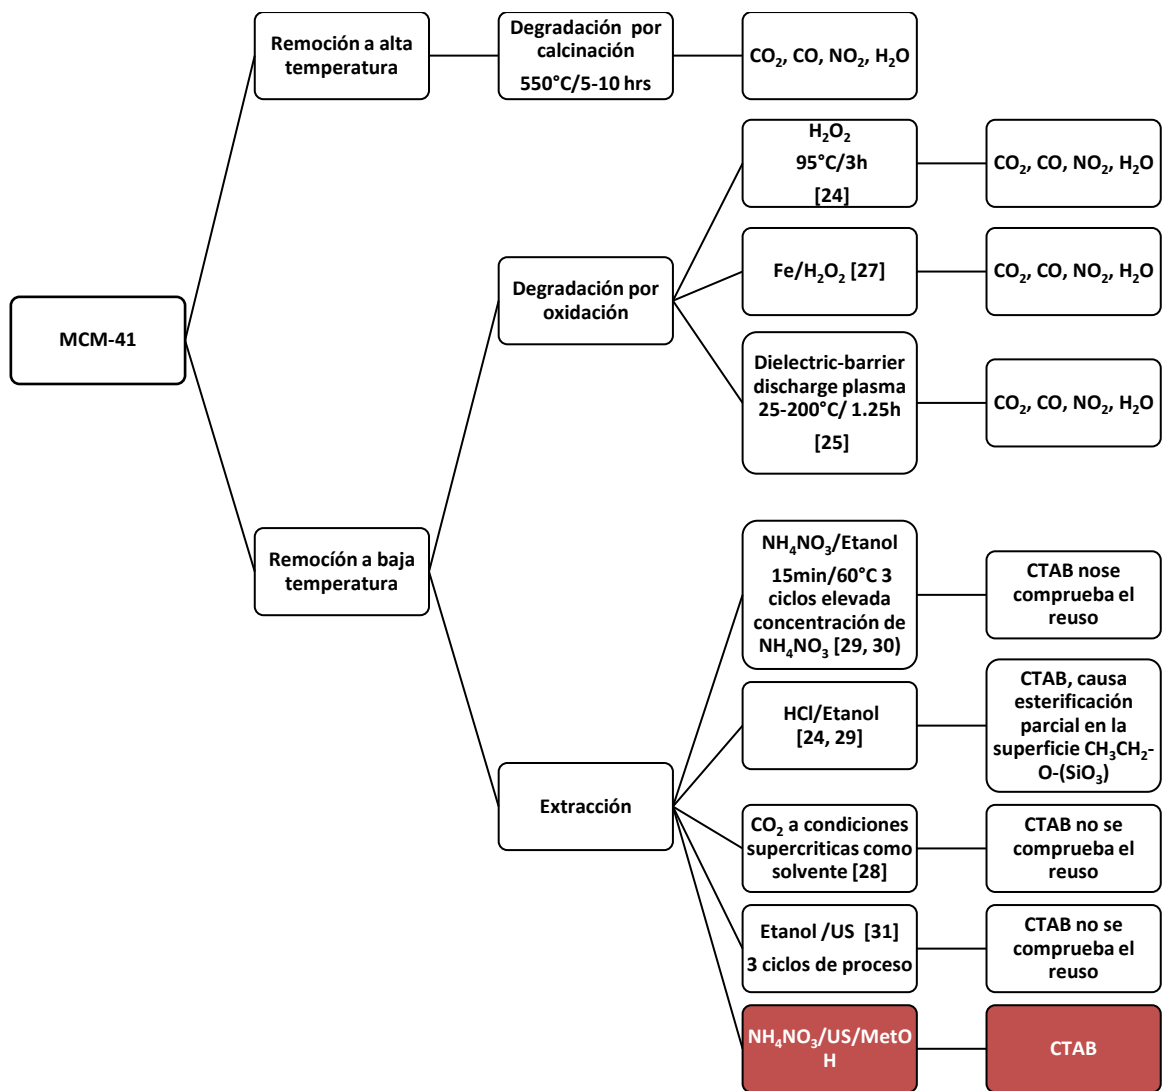 MCM-41
Remoción a alta
temperatura
Degradación por
calcinación
550°C/5-10 hrs
CO₂, CO, NO₂, H₂O
Remocíón a baja
temperatura
Degradación por
oxidación
H₂O₂
95°C/3h
[24]
CO₂, CO, NO₂, H₂O
Fe/H₂O₂ [27]
CO₂, CO, NO₂, H₂O
Dielectric-barrier
discharge plasma
25-200°C/ 1.25h
[25]
CO₂, CO, NO₂, H₂O
Extracción
NH₄NO₃/Etanol
15min/60°C 3
ciclos elevada
concentración de
NH₄NO₃ [29, 30)
CTAB nose
comprueba el
reuso
HCl/Etanol
[24, 29]
CTAB, causa
esterificación
parcial en la
superficie CH₃CH₂-
O-(SiO₃)
CO₂ a condiciones
supercriticas como
solvente [28]
CTAB no se
comprueba el
reuso
Etanol /US [31]
3 ciclos de proceso
CTAB no se
comprueba el
reuso
NH₄NO₃/US/MetO
H
CTAB